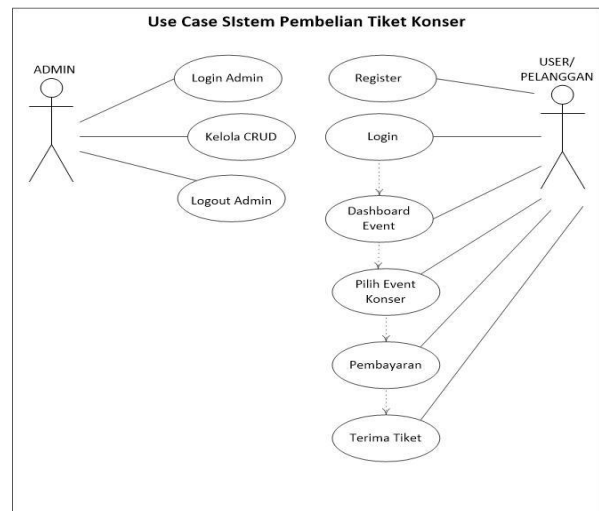 Use Case SIstem Pembelian Tiket Konser
ADMIN
USER/
PELANGGAN
Login Admin
Register
Kelola CRUD
Login
Logout Admin
Dashboard
Event
Pilih Event
Konser
Pembayaran
Terima Tiket